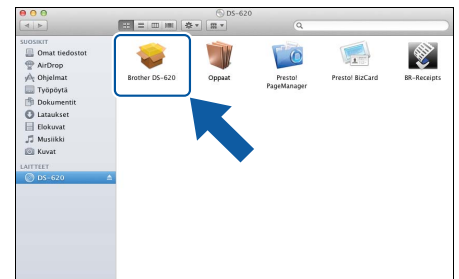 DS-620
SUOSIKIT
Omat tiedostot
AirDrop
Ohjelmat
Työpöytä
Dokumentit
Lataukset
Elokuvat
Musiikki
Kuvat
LAITTEET
DS-620
Brother DS-620
Oppaat
Presto!
PageManager
Presto! BizCard
BR-Receipts